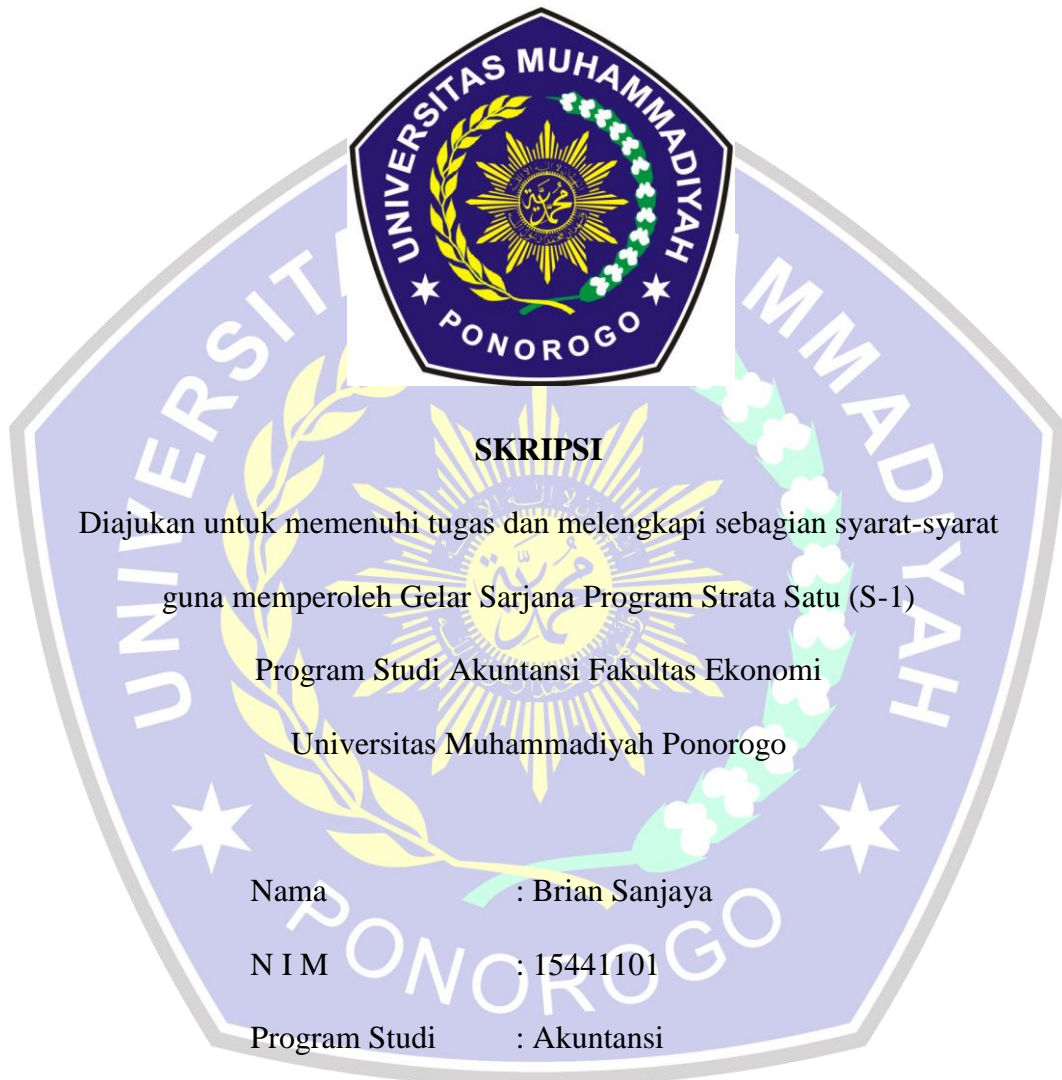 UNIVERSITAS MUHAMMADIYAH
PONOROGO
SKRIPSI
Diajukan untuk memenuhi tugas dan melengkapi sebagian syarat-syarat
guna memperoleh Gelar Sarjana Program Strata Satu (S-1)
Program Studi Akuntansi Fakultas Ekonomi
Universitas Muhammadiyah Ponorogo
Nama : Brian Sanjaya
N I M : 15441101
Program Studi : Akuntansi
PONOROGO